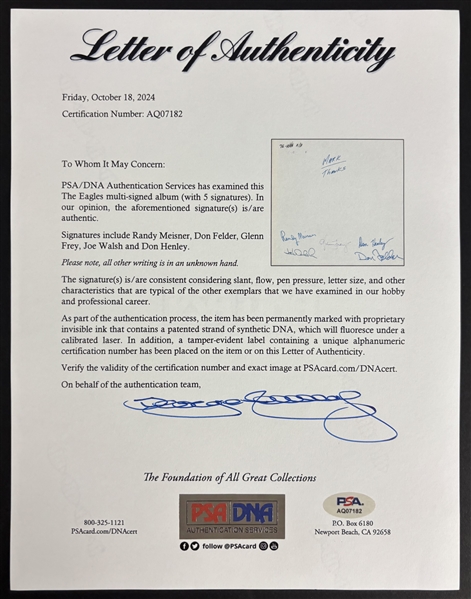 Letter of Authenticity
Friday, October 18, 2024
Certification Number: AQ07182
To Whom It May Concern:
PSA/DNA Authentication Services has examined this
The Eagles multi-signed album (with 5 signatures). In
our opinion, the aforementioned signature(s) is/are
authentic.
Signatures include Randy Meisner, Don Felder, Glenn
Frey, Joe Walsh and Don Henley.
Please note, all other writing is in an unknown hand.
Mark
Thanks
Randy Meisner
Don Henley
Don Felder
The signature(s) is/are consistent considering slant, flow, pen pressure, letter size, and other
characteristics that are typical of the other exemplars that we have examined in our hobby
and professional career.
As part of the authentication process, the item has been permanently marked with proprietary
invisible ink that contains a patented strand of synthetic DNA, which will fluoresce under a
calibrated laser. In addition, a tamper-evident label containing a unique alphanumeric
certification number has been placed on the item or on this Letter of Authenticity.
Verify the validity of the certification number and exact image at PSAcard.com/DNAcert.
On behalf of the authentication team,
The Foundation of All Great Collections
800-325-1121
PSAcard.com/DNAcert
PSA DNA
AUTHENTICATION SERVICES
follow @PSAcard
PSA
AQ07182
P.O. Box 6180
Newport Beach, CA 92658